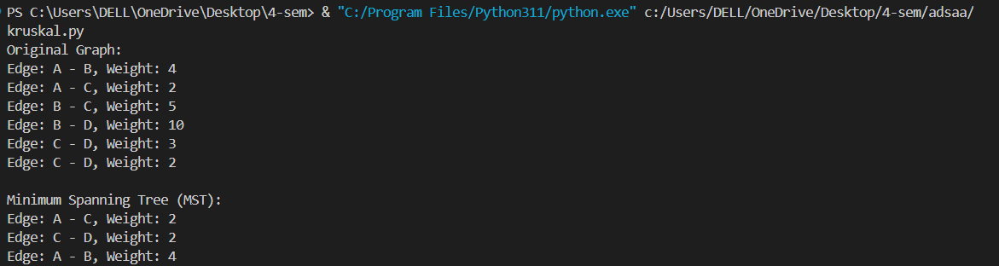 PS C:\Users\DELL\OneDrive\Desktop\4-sem> & "C:/Program Files/Python311/python.exe" c:/Users/DELL/OneDrive/Desktop/4-sem/adsaa/
kruskal.py
Original Graph:
Edge: A - B, Weight: 4
Edge: A - C, Weight: 2
Edge: B - C, Weight: 5
Edge: B - D, Weight: 10
Edge: C - D, Weight: 3
Edge: C - D, Weight: 2

Minimum Spanning Tree (MST):
Edge: A - C, Weight: 2
Edge: C - D, Weight: 2
Edge: A - B, Weight: 4